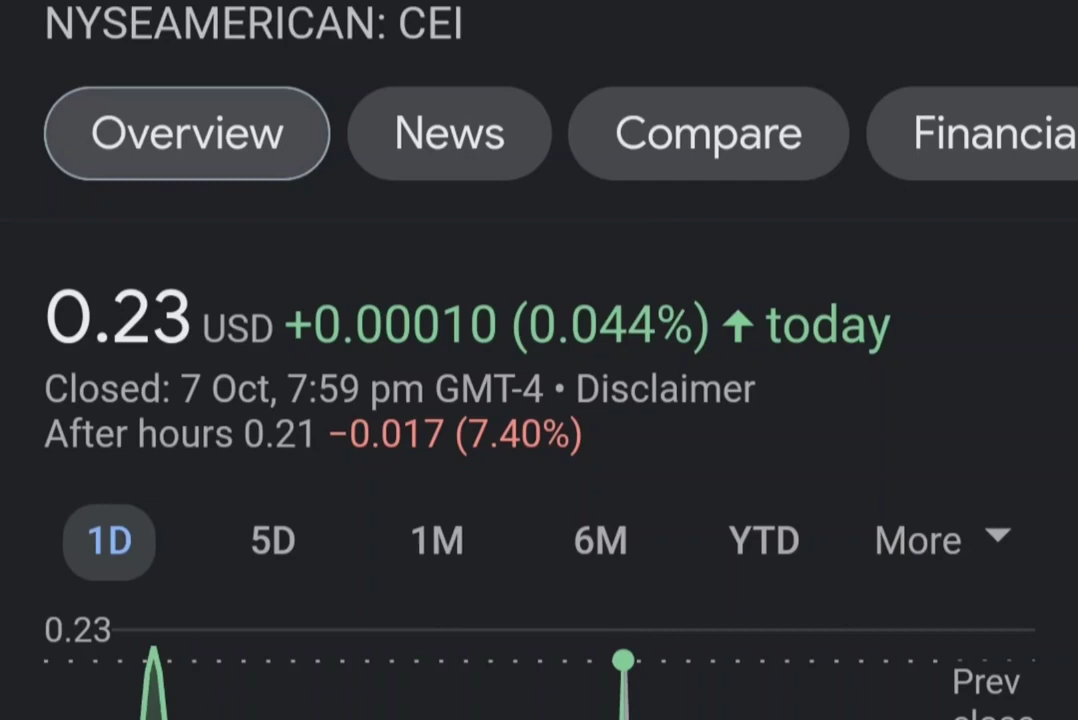 NYSEAMERICAN: CEI
Overview News Compare Financia
0.23 USD +0.00010 (0.044%) ↑ today
Closed: 7 Oct, 7:59 pm GMT-4 • Disclaimer
After hours 0.21 −0.017 (7.40%)
1D 5D 1M 6M YTD More
0.23
Prev
close